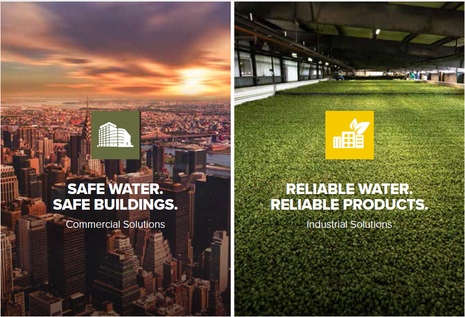 SAFE WATER.
SAFE BUILDINGS.
Commercial Solutions
RELIABLE WATER.
RELIABLE PRODUCTS.
Industrial Solutions